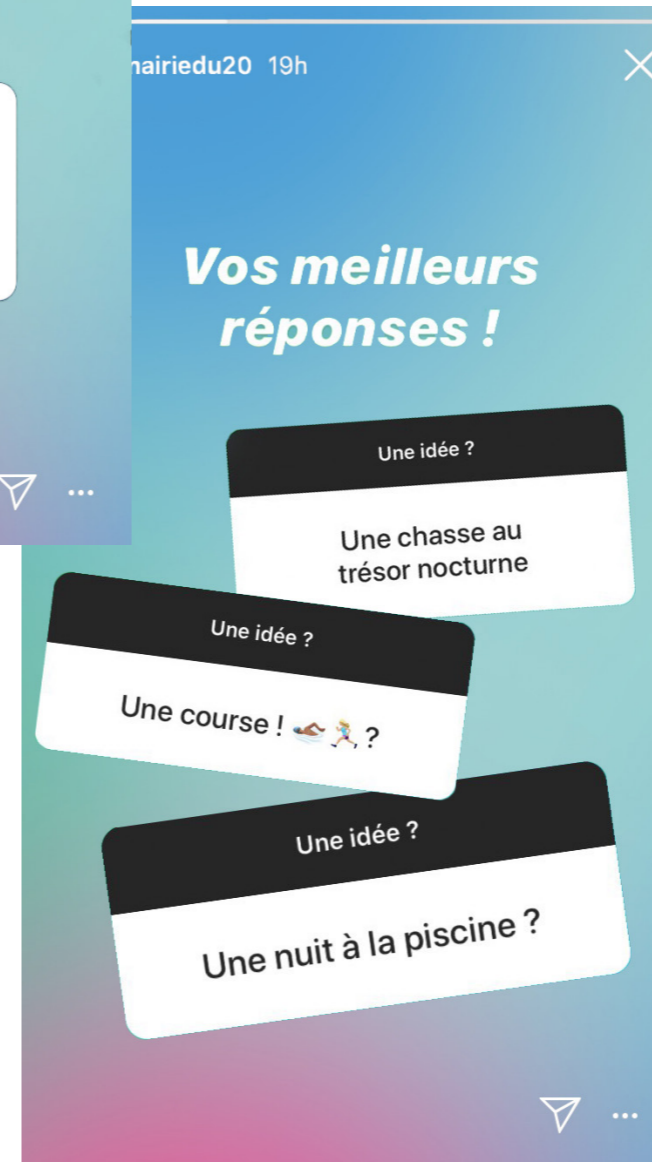 mairiedu20 19h
Vos meilleurs
réponses !
Une idée ?
Une chasse au
trésor nocturne
Une idée ?
Une course ! 🏊🏾🏃🏼‍♀️ ?
Une idée ?
Une nuit à la piscine ?